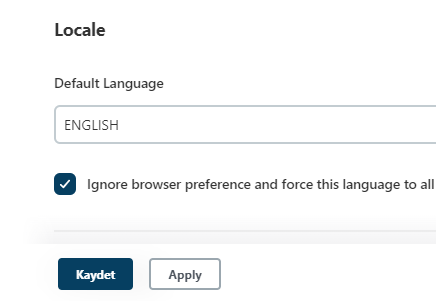 Locale
Default Language
ENGLISH
Ignore browser preference and force this language to all
Kaydet
Apply